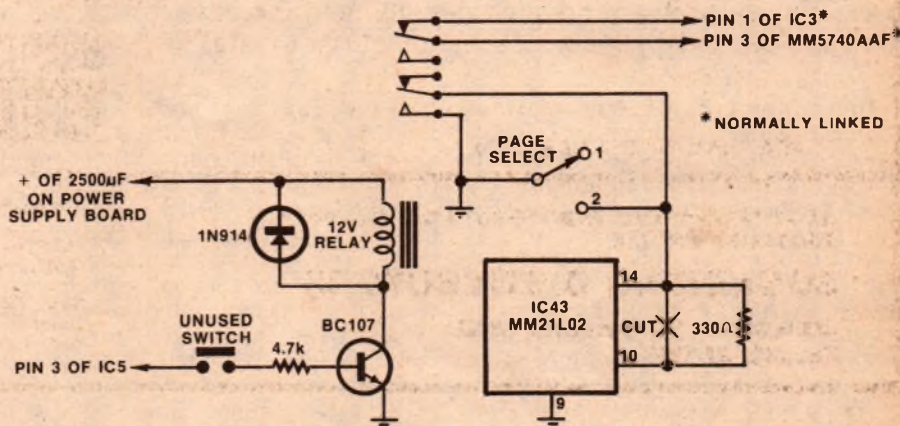 PIN 1 OF IC3*
PIN 3 OF MM5740AAF*
*NORMALLY LINKED
PAGE
SELECT
1
2
+ OF 2500µF
ON POWER
SUPPLY BOARD
1N914
12V
RELAY
UNUSED
SWITCH
BC107
4.7k
PIN 3 OF IC5
14
IC43
MM21L02
CUT
330Ω
10
9